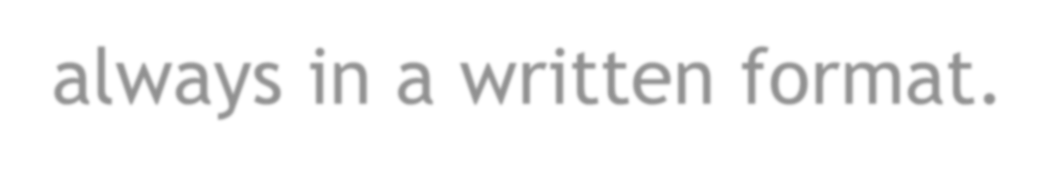 always in a written format.